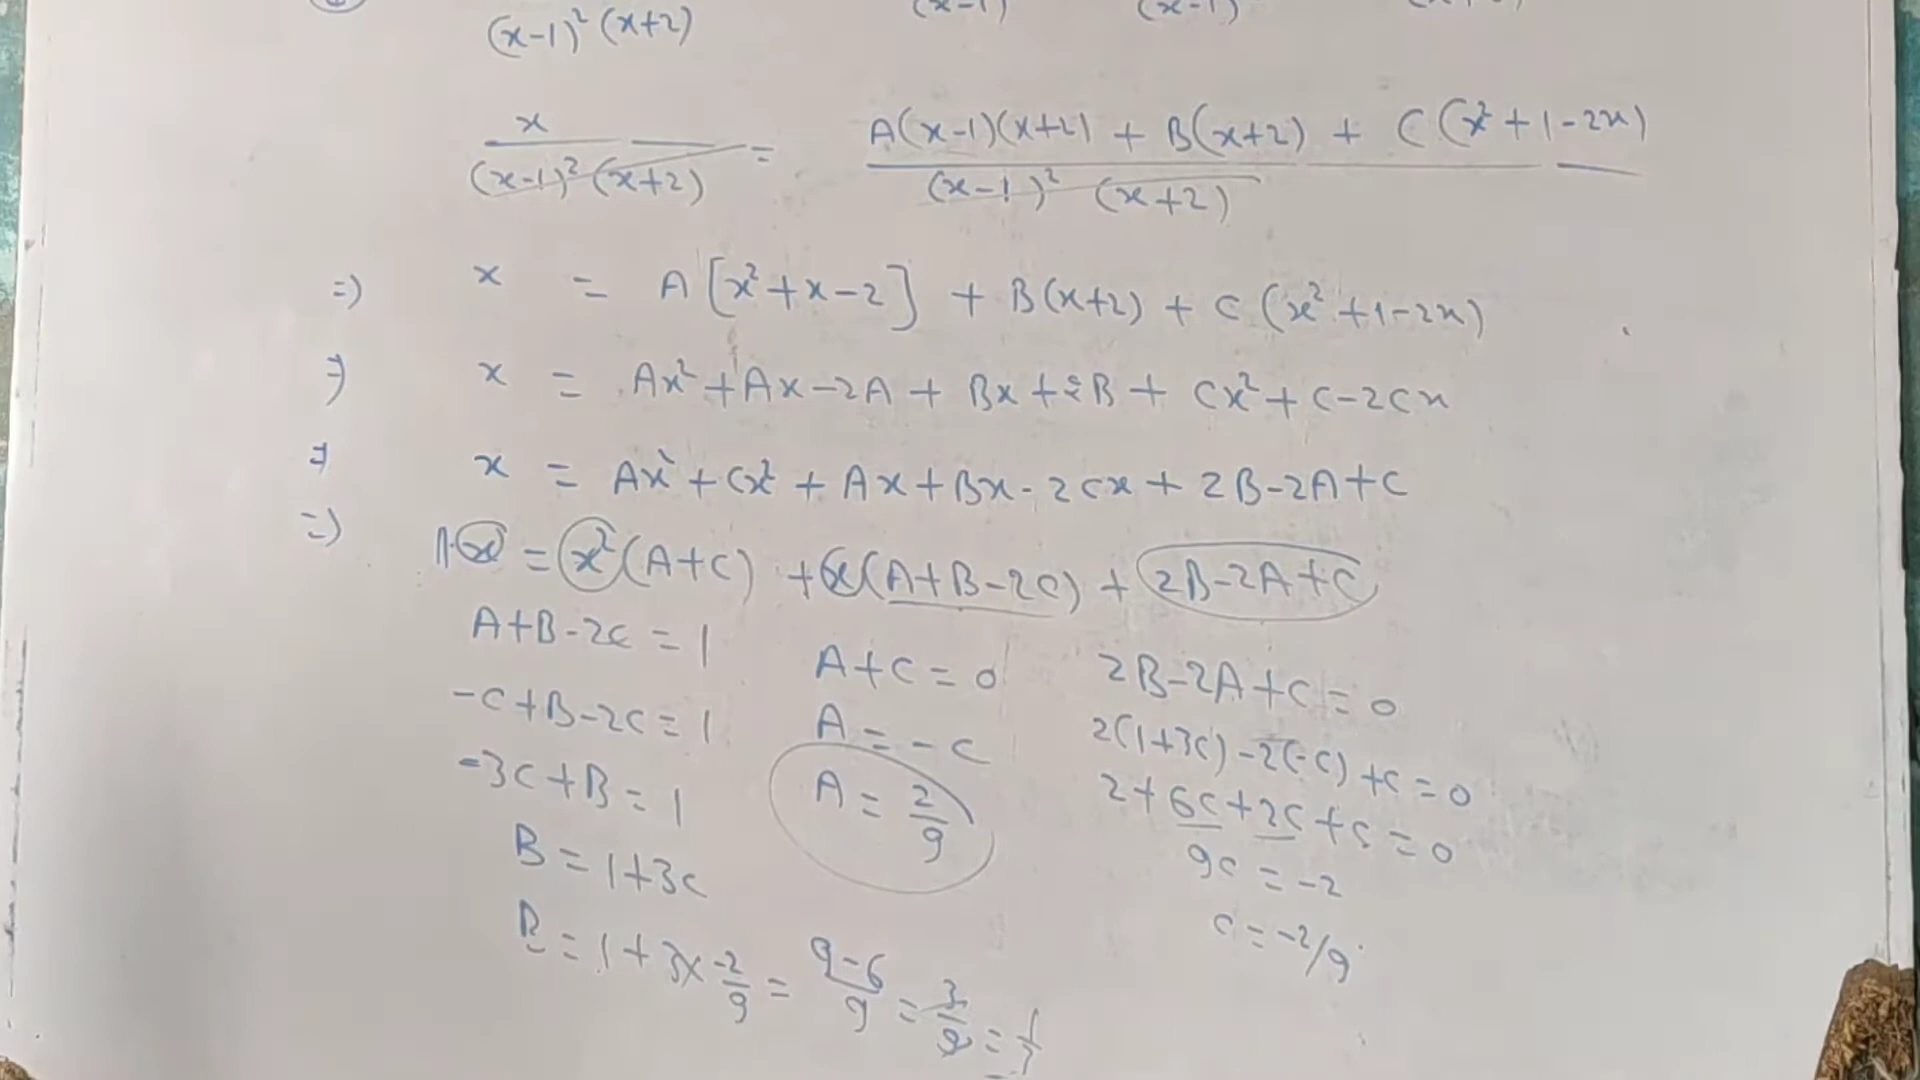 (x-1)² (x+2) (x-1) (x-1)
x/((x-1)² (x+2)) = (A(x-1)(x+2) + B(x+2) + C(x²+1-2x))/((x-1)² (x+2))
=) x = A[x²+x-2] + B(x+2) + C(x²+1-2x)
=) x = Ax²+Ax-2A + Bx+2B + Cx²+C-2Cx
=) x = Ax²+Cx² + Ax+Bx-2Cx + 2B-2A+C
=) 1·x = x²(A+C) + x(A+B-2C) + 2B-2A+C
A+B-2C = 1 A+C = 0 2B-2A+C = 0
-C+B-2C = 1 A = -C 2(1+3C)-2(-C)+C = 0
-3C+B = 1 A = 2/9 2+6C+2C+C = 0
B = 1+3C 9C = -2
B = 1+3x-2/9 = (9-6)/9 = 3/9 = 1/3 C = -2/9